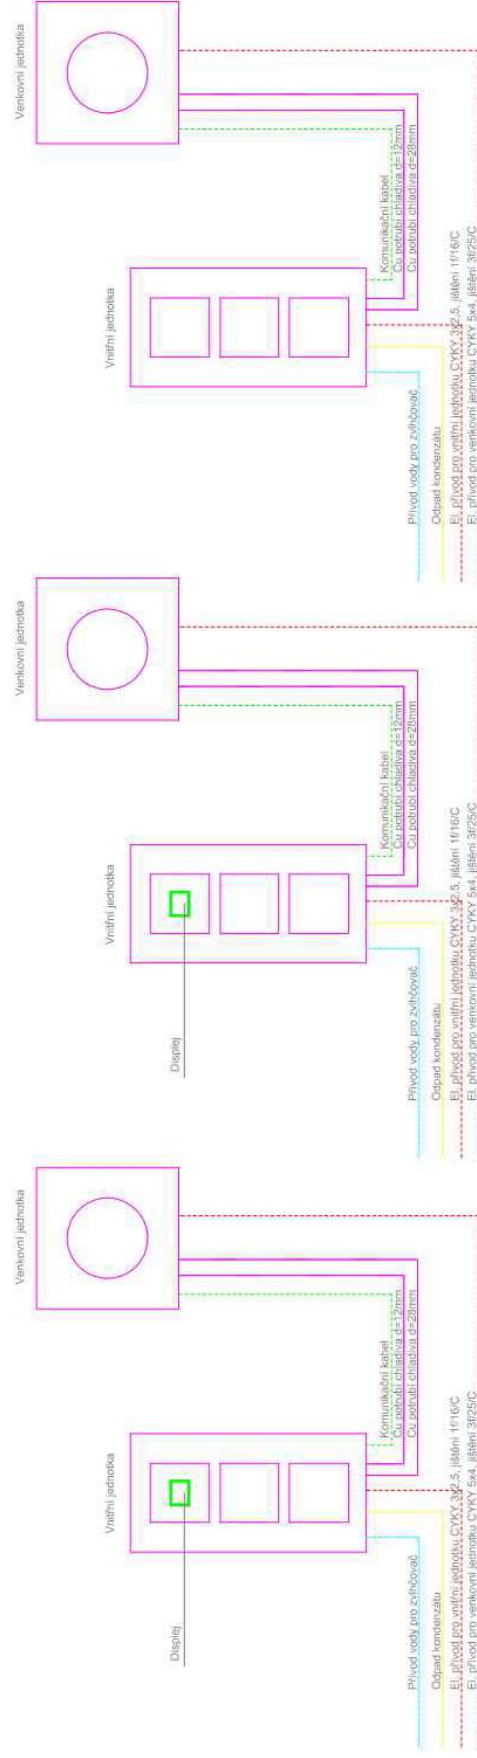 Venkovní jednotka
Vnitřní jednotka
Displej
Komunikační kabel
Cu potrubí chladiva d=12mm
Cu potrubí chladiva d=28mm
Přívod vody pro zvlhčovač
Odpad kondenzátu
El. přívod pro vnitřní jednotku CYKY 3x2,5, jištění 1f/16/C
El. přívod pro venkovní jednotku CYKY 5x4, jištění 3f/25/C
Venkovní jednotka
Vnitřní jednotka
Displej
Komunikační kabel
Cu potrubí chladiva d=12mm
Cu potrubí chladiva d=28mm
Přívod vody pro zvlhčovač
Odpad kondenzátu
El. přívod pro vnitřní jednotku CYKY 3x2,5, jištění 1f/16/C
El. přívod pro venkovní jednotku CYKY 5x4, jištění 3f/25/C
Venkovní jednotka
Vnitřní jednotka
Komunikační kabel
Cu potrubí chladiva d=12mm
Cu potrubí chladiva d=28mm
Přívod vody pro zvlhčovač
Odpad kondenzátu
El. přívod pro vnitřní jednotku CYKY 3x2,5, jištění 1f/16/C
El. přívod pro venkovní jednotku CYKY 5x4, jištění 3f/25/C